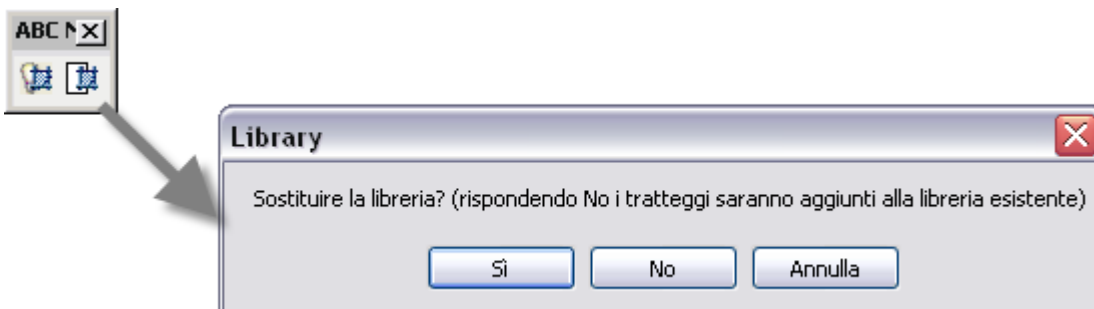 ABC
Library
Sostituire la libreria? (rispondendo No i tratteggi saranno aggiunti alla libreria esistente)
Sì
No
Annulla